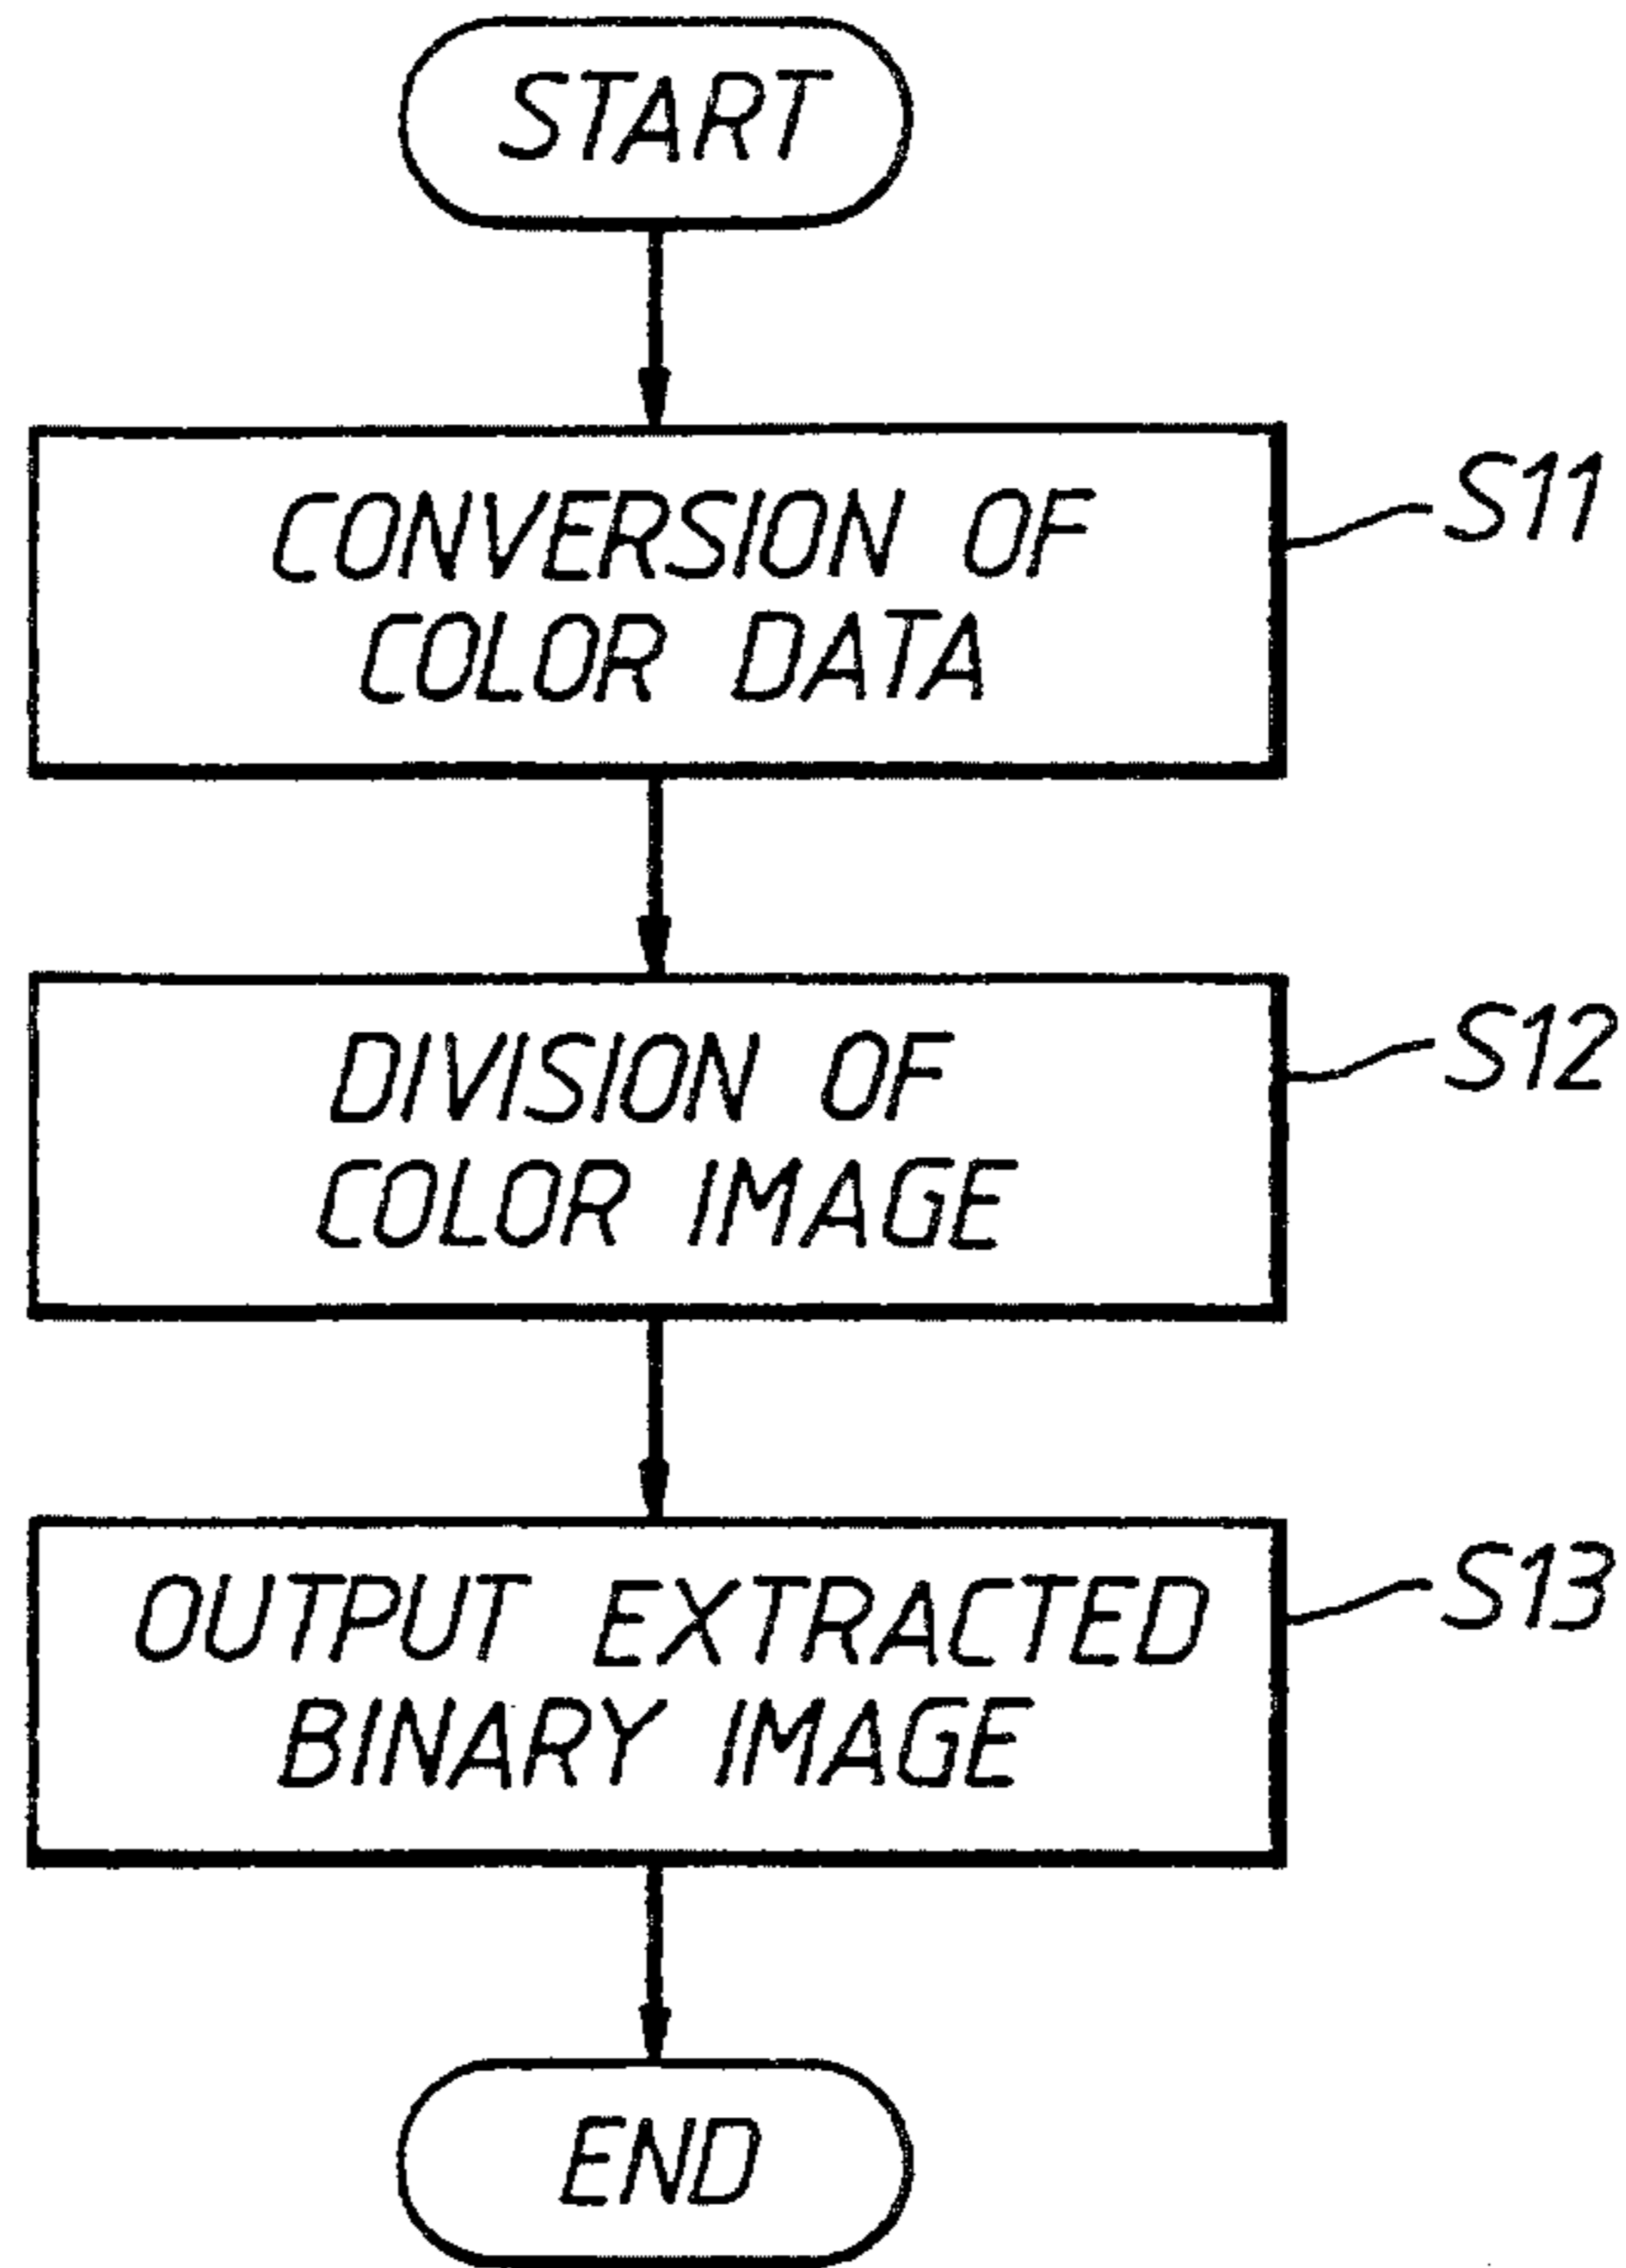 START
CONVERSION OF
COLOR DATA
S11
DIVISION OF
COLOR IMAGE
S12
OUTPUT EXTRACTED
BINARY IMAGE
S13
END